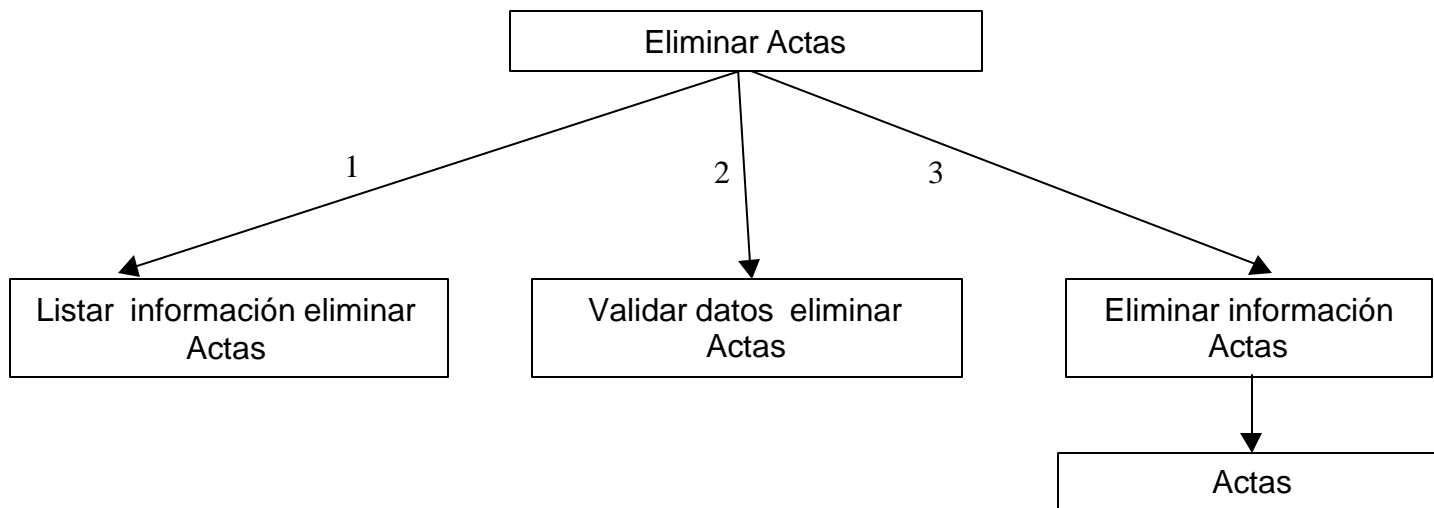 Eliminar Actas
1
2
3
Listar información eliminar
Actas
Validar datos eliminar
Actas
Eliminar información
Actas
Actas